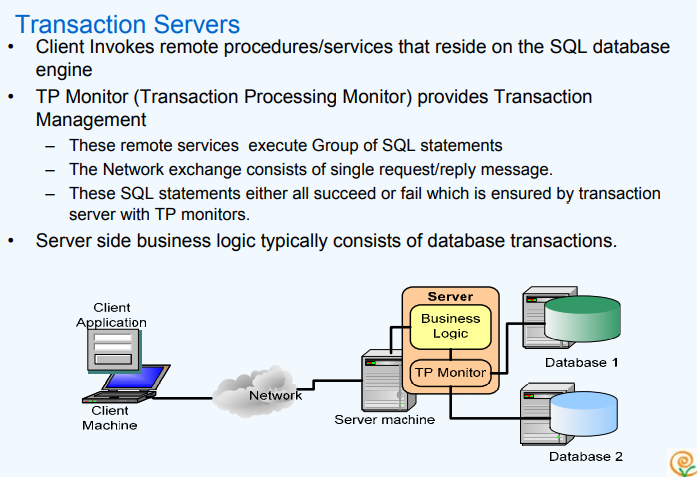 Transaction Servers
• Client Invokes remote procedures/services that reside on the SQL database
engine
• TP Monitor (Transaction Processing Monitor) provides Transaction
Management
– These remote services execute Group of SQL statements
– The Network exchange consists of single request/reply message.
– These SQL statements either all succeed or fail which is ensured by transaction
server with TP monitors.
• Server side business logic typically consists of database transactions.
Client
Application
Client
Machine
Network
Server
Business
Logic
TP Monitor
Server machine
Database 1
Database 2